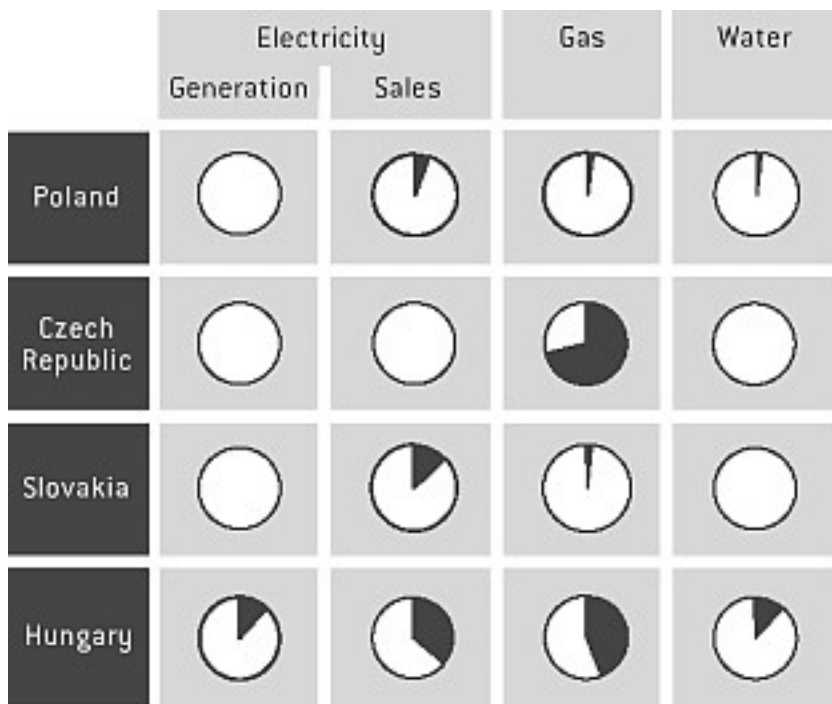 Electricity
Gas
Water
Generation
Sales
Poland
Czech
Republic
Slovakia
Hungary